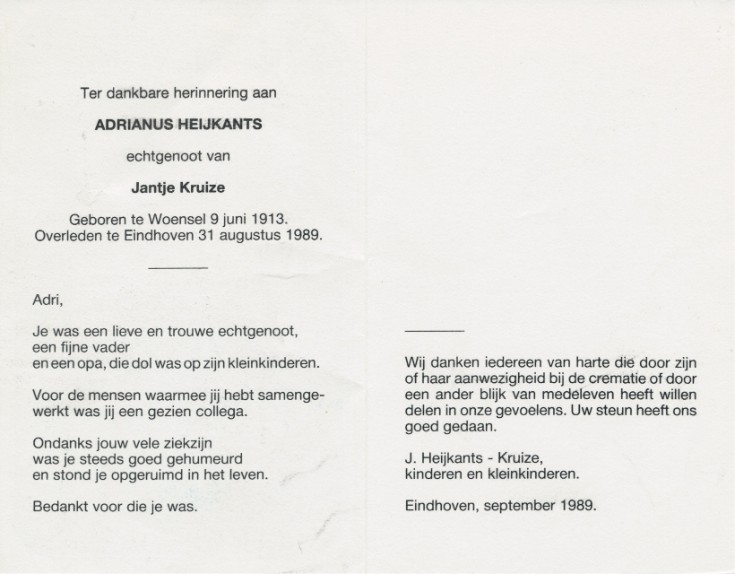 Ter dankbare herinnering aan
ADRIANUS HEIJKANTS
echtgenoot van
Jantje Kruize
Geboren te Woensel 9 juni 1913.
Overleden te Eindhoven 31 augustus 1989.
Adri,
Je was een lieve en trouwe echtgenoot,
een fijne vader
en een opa, die dol was op zijn kleinkinderen.
Voor de mensen waarmee jij hebt samenge-
werkt was jij een gezien collega.
Ondanks jouw vele ziekzijn
was je steeds goed gehumeurd
en stond je opgeruimd in het leven.
Bedankt voor die je was.
Wij danken iedereen van harte die door zijn
of haar aanwezigheid bij de crematie of door
een ander blijk van medeleven heeft willen
delen in onze gevoelens. Uw steun heeft ons
goed gedaan.
J. Heijkants - Kruize,
kinderen en kleinkinderen.
Eindhoven, september 1989.